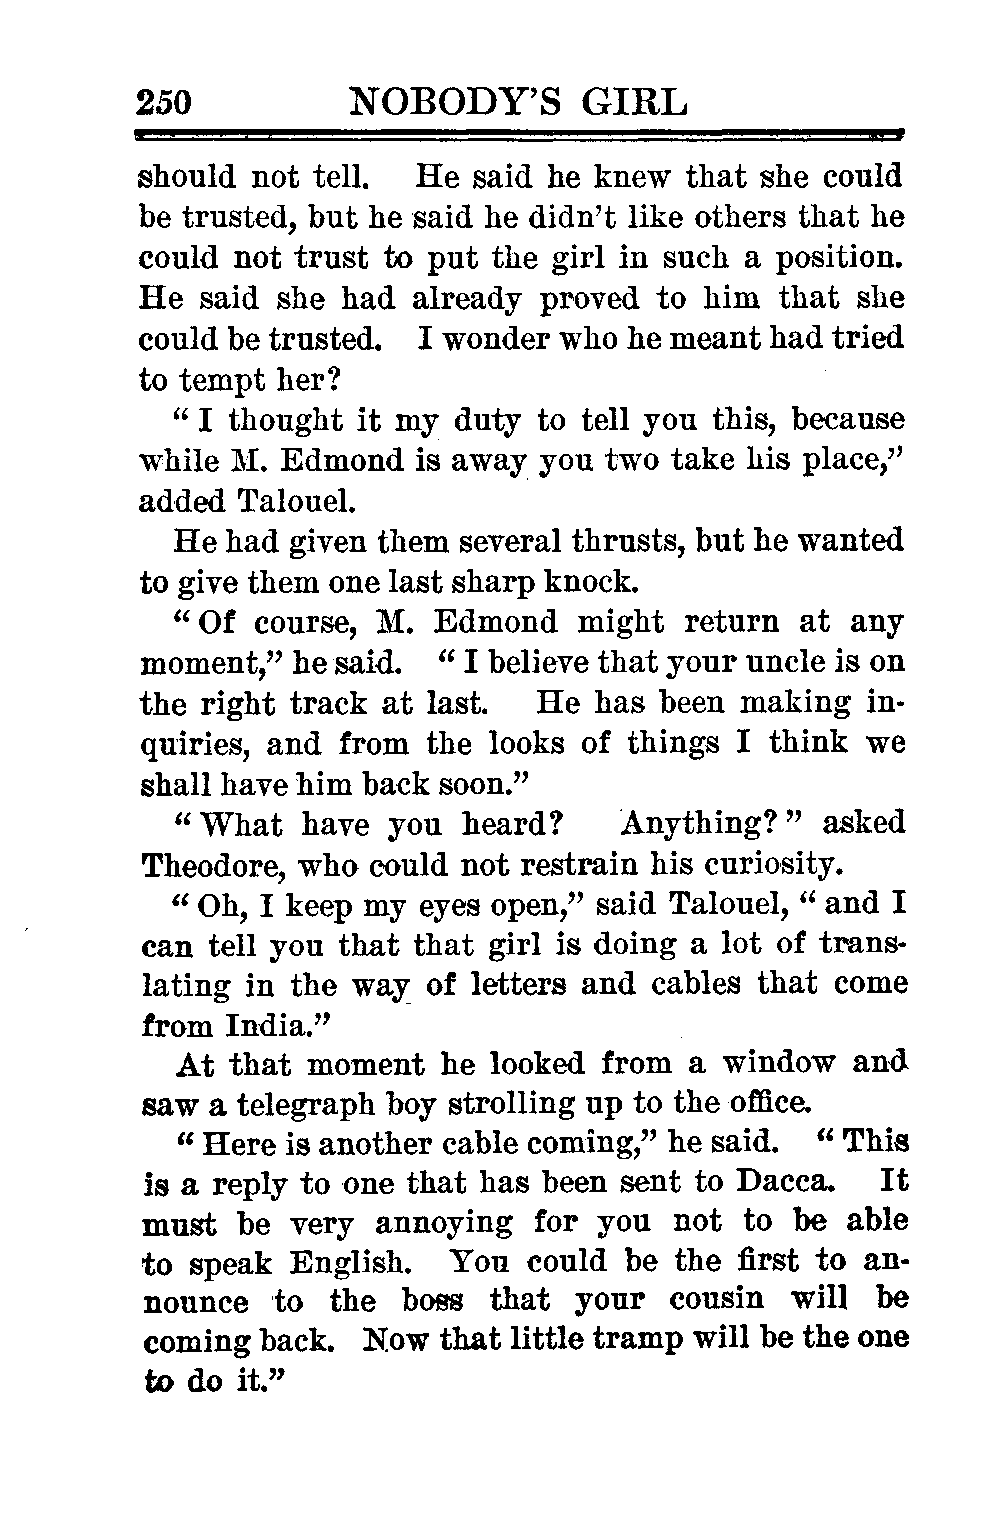 250 NOBODY'S GIRL
should not tell. He said he knew that she could
be trusted, but he said he didn't like others that he
could not trust to put the girl in such a position.
He said she had already proved to him that she
could be trusted. I wonder who he meant had tried
to tempt her?
" I thought it my duty to tell you this, because
while M. Edmond is away you two take his place,"
added Talouel.
He had given them several thrusts, but he wanted
to give them one last sharp knock.
" Of course, M. Edmond might return at any
moment," he said. " I believe that your uncle is on
the right track at last. He has been making in-
quiries, and from the looks of things I think we
shall have him back soon."
" What have you heard? Anything? " asked
Theodore, who could not restrain his curiosity.
" Oh, I keep my eyes open," said Talouel, " and I
can tell you that that girl is doing a lot of trans-
lating in the way of letters and cables that come
from India."
At that moment he looked from a window and
saw a telegraph boy strolling up to the office.
" Here is another cable coming," he said. " This
is a reply to one that has been sent to Dacca. It
must be very annoying for you not to be able
to speak English. You could be the first to an-
nounce to the boss that your cousin will be
coming back. Now that little tramp will be the one
to do it."